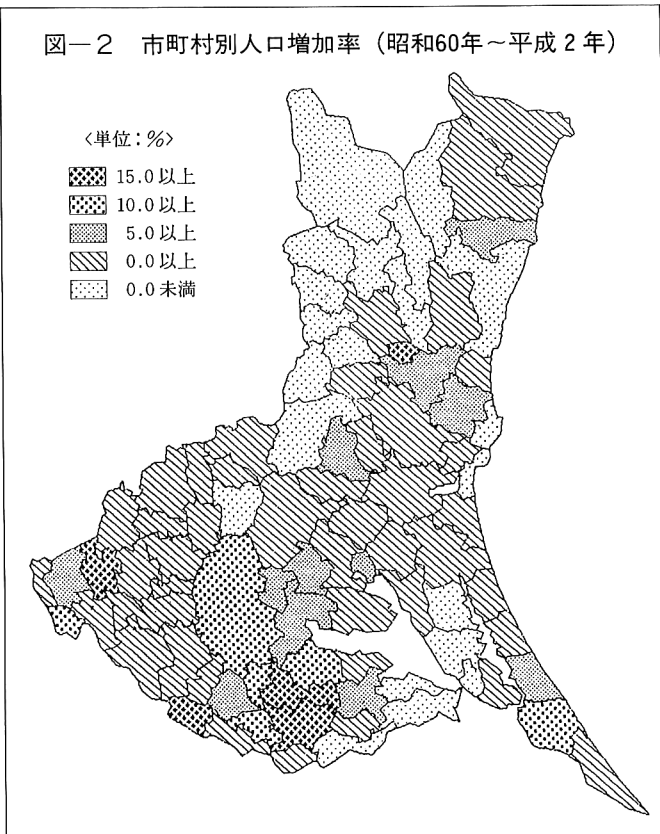 図―2 市町村別人口増加率（昭和60年～平成2年）
<単位：%>
15.0以上
10.0以上
5.0以上
0.0以上
0.0未満